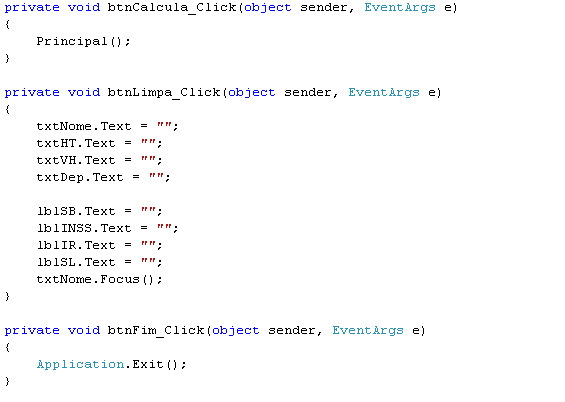 private void btnCalcula_Click(object sender, EventArgs e)
{
    Principal();
}

private void btnLimpa_Click(object sender, EventArgs e)
{
    txtNome.Text = "";
    txtHT.Text = "";
    txtVH.Text = "";
    txtDep.Text = "";

    lblSB.Text = "";
    lblINSS.Text = "";
    lblIR.Text = "";
    lblSL.Text = "";
    txtNome.Focus();
}

private void btnFim_Click(object sender, EventArgs e)
{
    Application.Exit();
}